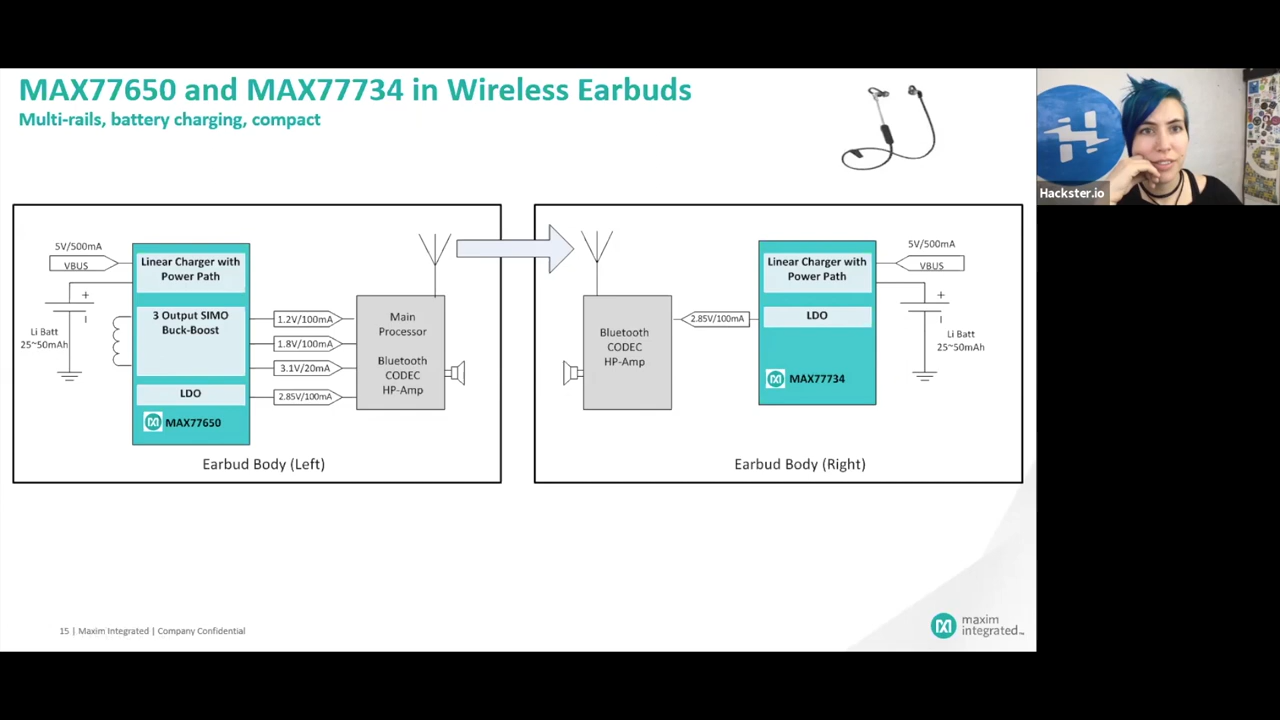 MAX77650 and MAX77734 in Wireless Earbuds
Multi-rails, battery charging, compact
Hackster.io
5V/500mA
VBUS
+
Li Batt
25~50mAh
Linear Charger with
Power Path
3 Output SIMO
Buck-Boost
LDO
MAX77650
1.2V/100mA
1.8V/100mA
3.1V/20mA
2.85V/100mA
Main
Processor
Bluetooth
CODEC
HP-Amp
Earbud Body (Left)
Bluetooth
CODEC
HP-Amp
2.85V/100mA
Linear Charger with
Power Path
LDO
MAX77734
5V/500mA
VBUS
+
Li Batt
25~50mAh
Earbud Body (Right)
15 | Maxim Integrated | Company Confidential
maxim
integrated™